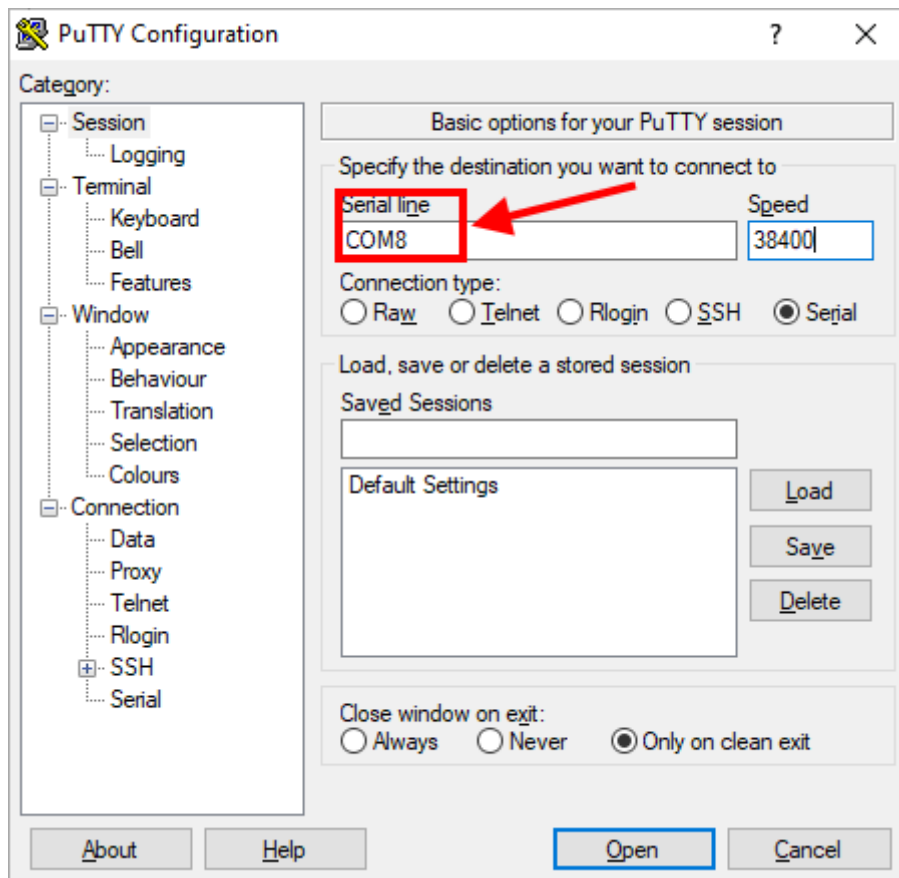 PuTTY Configuration
?
Category:
Session
Logging
Terminal
Keyboard
Bell
Features
Window
Appearance
Behaviour
Translation
Selection
Colours
Connection
Data
Proxy
Telnet
Rlogin
SSH
Serial
Basic options for your PuTTY session
Specify the destination you want to connect to
Serial line Speed
COM8 38400
Connection type:
Raw Telnet Rlogin SSH Serial
Load, save or delete a stored session
Saved Sessions
Default Settings
Load
Save
Delete
Close window on exit:
Always Never Only on clean exit
About Help Open Cancel